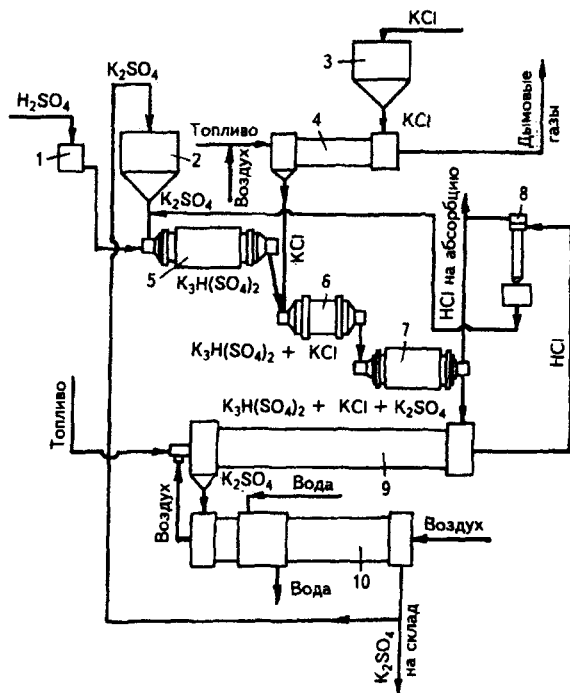 KCl
K₂SO₄
3
H₂SO₄
KCl
Топливо
4
Дымовые
газы
1
2
Воздух
K₂SO₄
8
5
KCl
HCl на абсорбцию
K₃H(SO₄)₂
6
HCl
K₃H(SO₄)₂ + KCl
7
K₃H(SO₄)₂ + KCl + K₂SO₄
Топливо
K₂SO₄
9
Вода
Воздух
Воздух
10
Вода
K₂SO₄
на склад